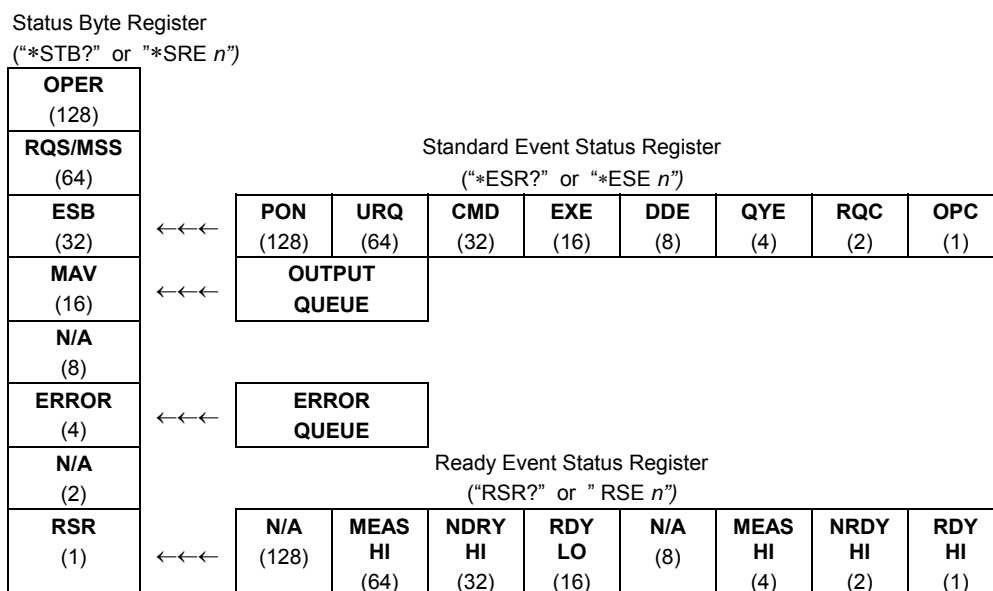 Status Byte Register
(“∗STB?” or ”∗SRE n”)
OPER
(128)
RQS/MSS
(64)
Standard Event Status Register
(“∗ESR?” or “∗ESE n”)
ESB
(32)
←←←
PON
(128)
URQ
(64)
CMD
(32)
EXE
(16)
DDE
(8)
QYE
(4)
RQC
(2)
OPC
(1)
MAV
(16)
←←←
OUTPUT
QUEUE
N/A
(8)
ERROR
(4)
←←←
ERROR
QUEUE
N/A
(2)
Ready Event Status Register
(“RSR?” or ” RSE n”)
RSR
(1)
←←←
N/A
(128)
MEAS
HI
(64)
NDRY
HI
(32)
RDY
LO
(16)
N/A
(8)
MEAS
HI
(4)
NRDY
HI
(2)
RDY
HI
(1)